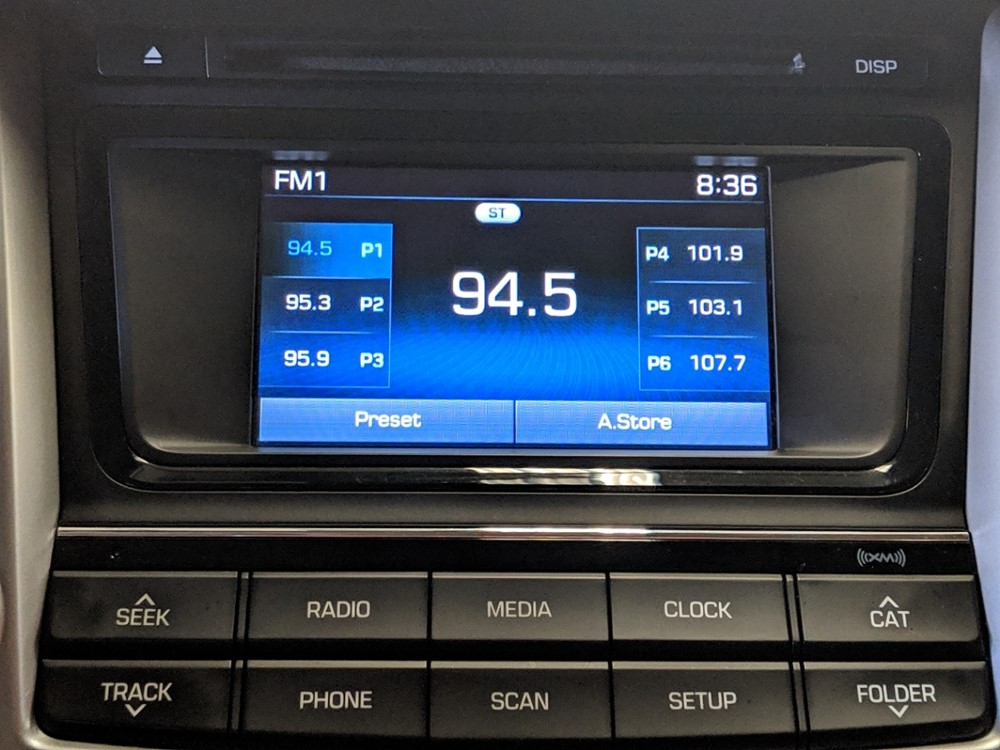 DISP
FM1 8:36
ST
94.5 P1
95.3 P2
95.9 P3
94.5
P4 101.9
P5 103.1
P6 107.7
Preset A.Store
((XM))
SEEK RADIO MEDIA CLOCK CAT
TRACK PHONE SCAN SETUP FOLDER